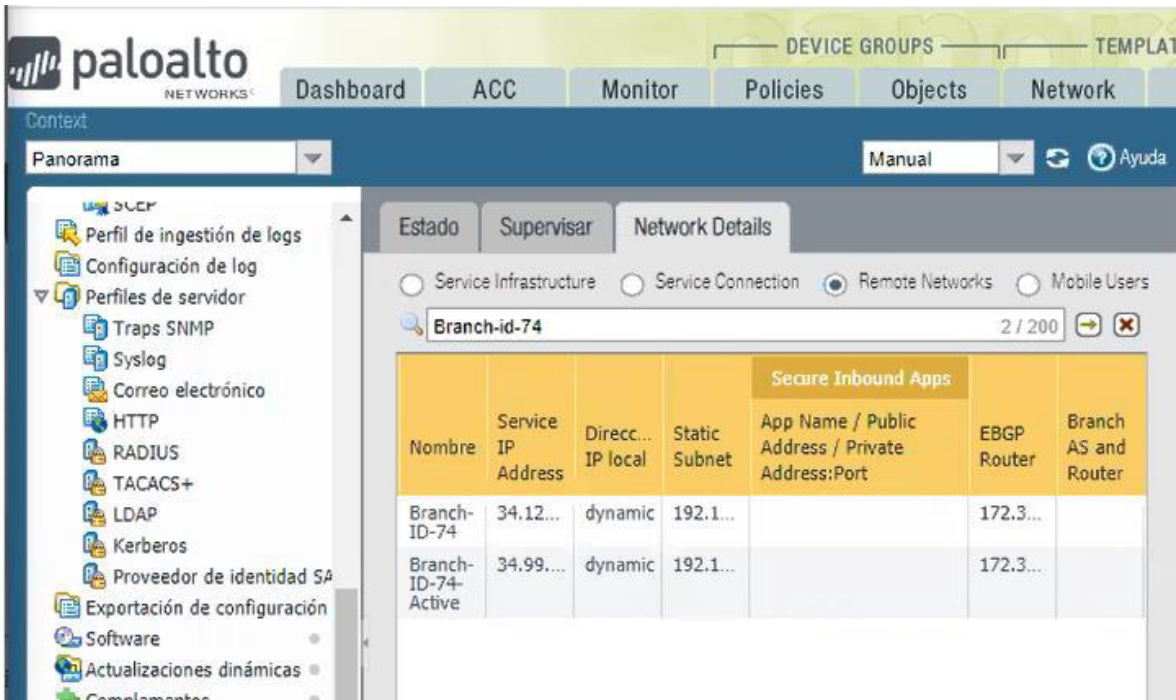 DEVICE GROUPS
TEMPLAT
paloalto
NETWORKS
Dashboard
ACC
Monitor
Policies
Objects
Network
Context
Panorama
Manual
Ayuda
SCEP
Perfil de ingestión de logs
Configuración de log
Perfiles de servidor
Traps SNMP
Syslog
Correo electrónico
HTTP
RADIUS
TACACS+
LDAP
Kerberos
Proveedor de identidad SA
Exportación de configuración
Software
Actualizaciones dinámicas
Complementos
Estado
Supervisar
Network Details
Service Infrastructure
Service Connection
Remote Networks
Mobile Users
Branch-id-74
2 / 200
Secure Inbound Apps
Nombre
Service
IP
Address
Direcc...
IP local
Static
Subnet
App Name / Public
Address / Private
Address:Port
EBGP
Router
Branch
AS and
Router
Branch-
ID-74
34.12...
dynamic
192.1...
172.3...
Branch-
ID-74-
Active
34.99....
dynamic
192.1...
172.3...